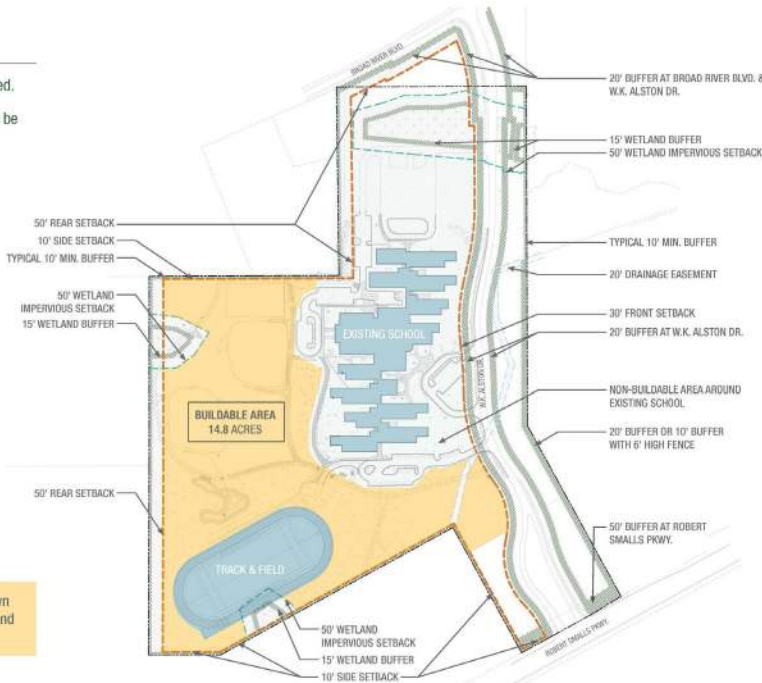 ed.
be
BROAD RIVER BLVD.
20' BUFFER AT BROAD RIVER BLVD. &
W.K. ALSTON DR.
15' WETLAND BUFFER
50' WETLAND IMPERVIOUS SETBACK
50' REAR SETBACK
10' SIDE SETBACK
TYPICAL 10' MIN. BUFFER
50' WETLAND
IMPERVIOUS SETBACK
15' WETLAND BUFFER
TYPICAL 10' MIN. BUFFER
20' DRAINAGE EASEMENT
30' FRONT SETBACK
20' BUFFER AT W.K. ALSTON DR.
EXISTING SCHOOL
W.K. ALSTON DR.
NON-BUILDABLE AREA AROUND
EXISTING SCHOOL
BUILDABLE AREA
14.8 ACRES
20' BUFFER OR 10' BUFFER
WITH 6' HIGH FENCE
50' REAR SETBACK
50' BUFFER AT ROBERT
SMALLS PKWY.
TRACK & FIELD
wn
nd
50' WETLAND
IMPERVIOUS SETBACK
15' WETLAND BUFFER
10' SIDE SETBACK
ROBERT SMALLS PKWY.